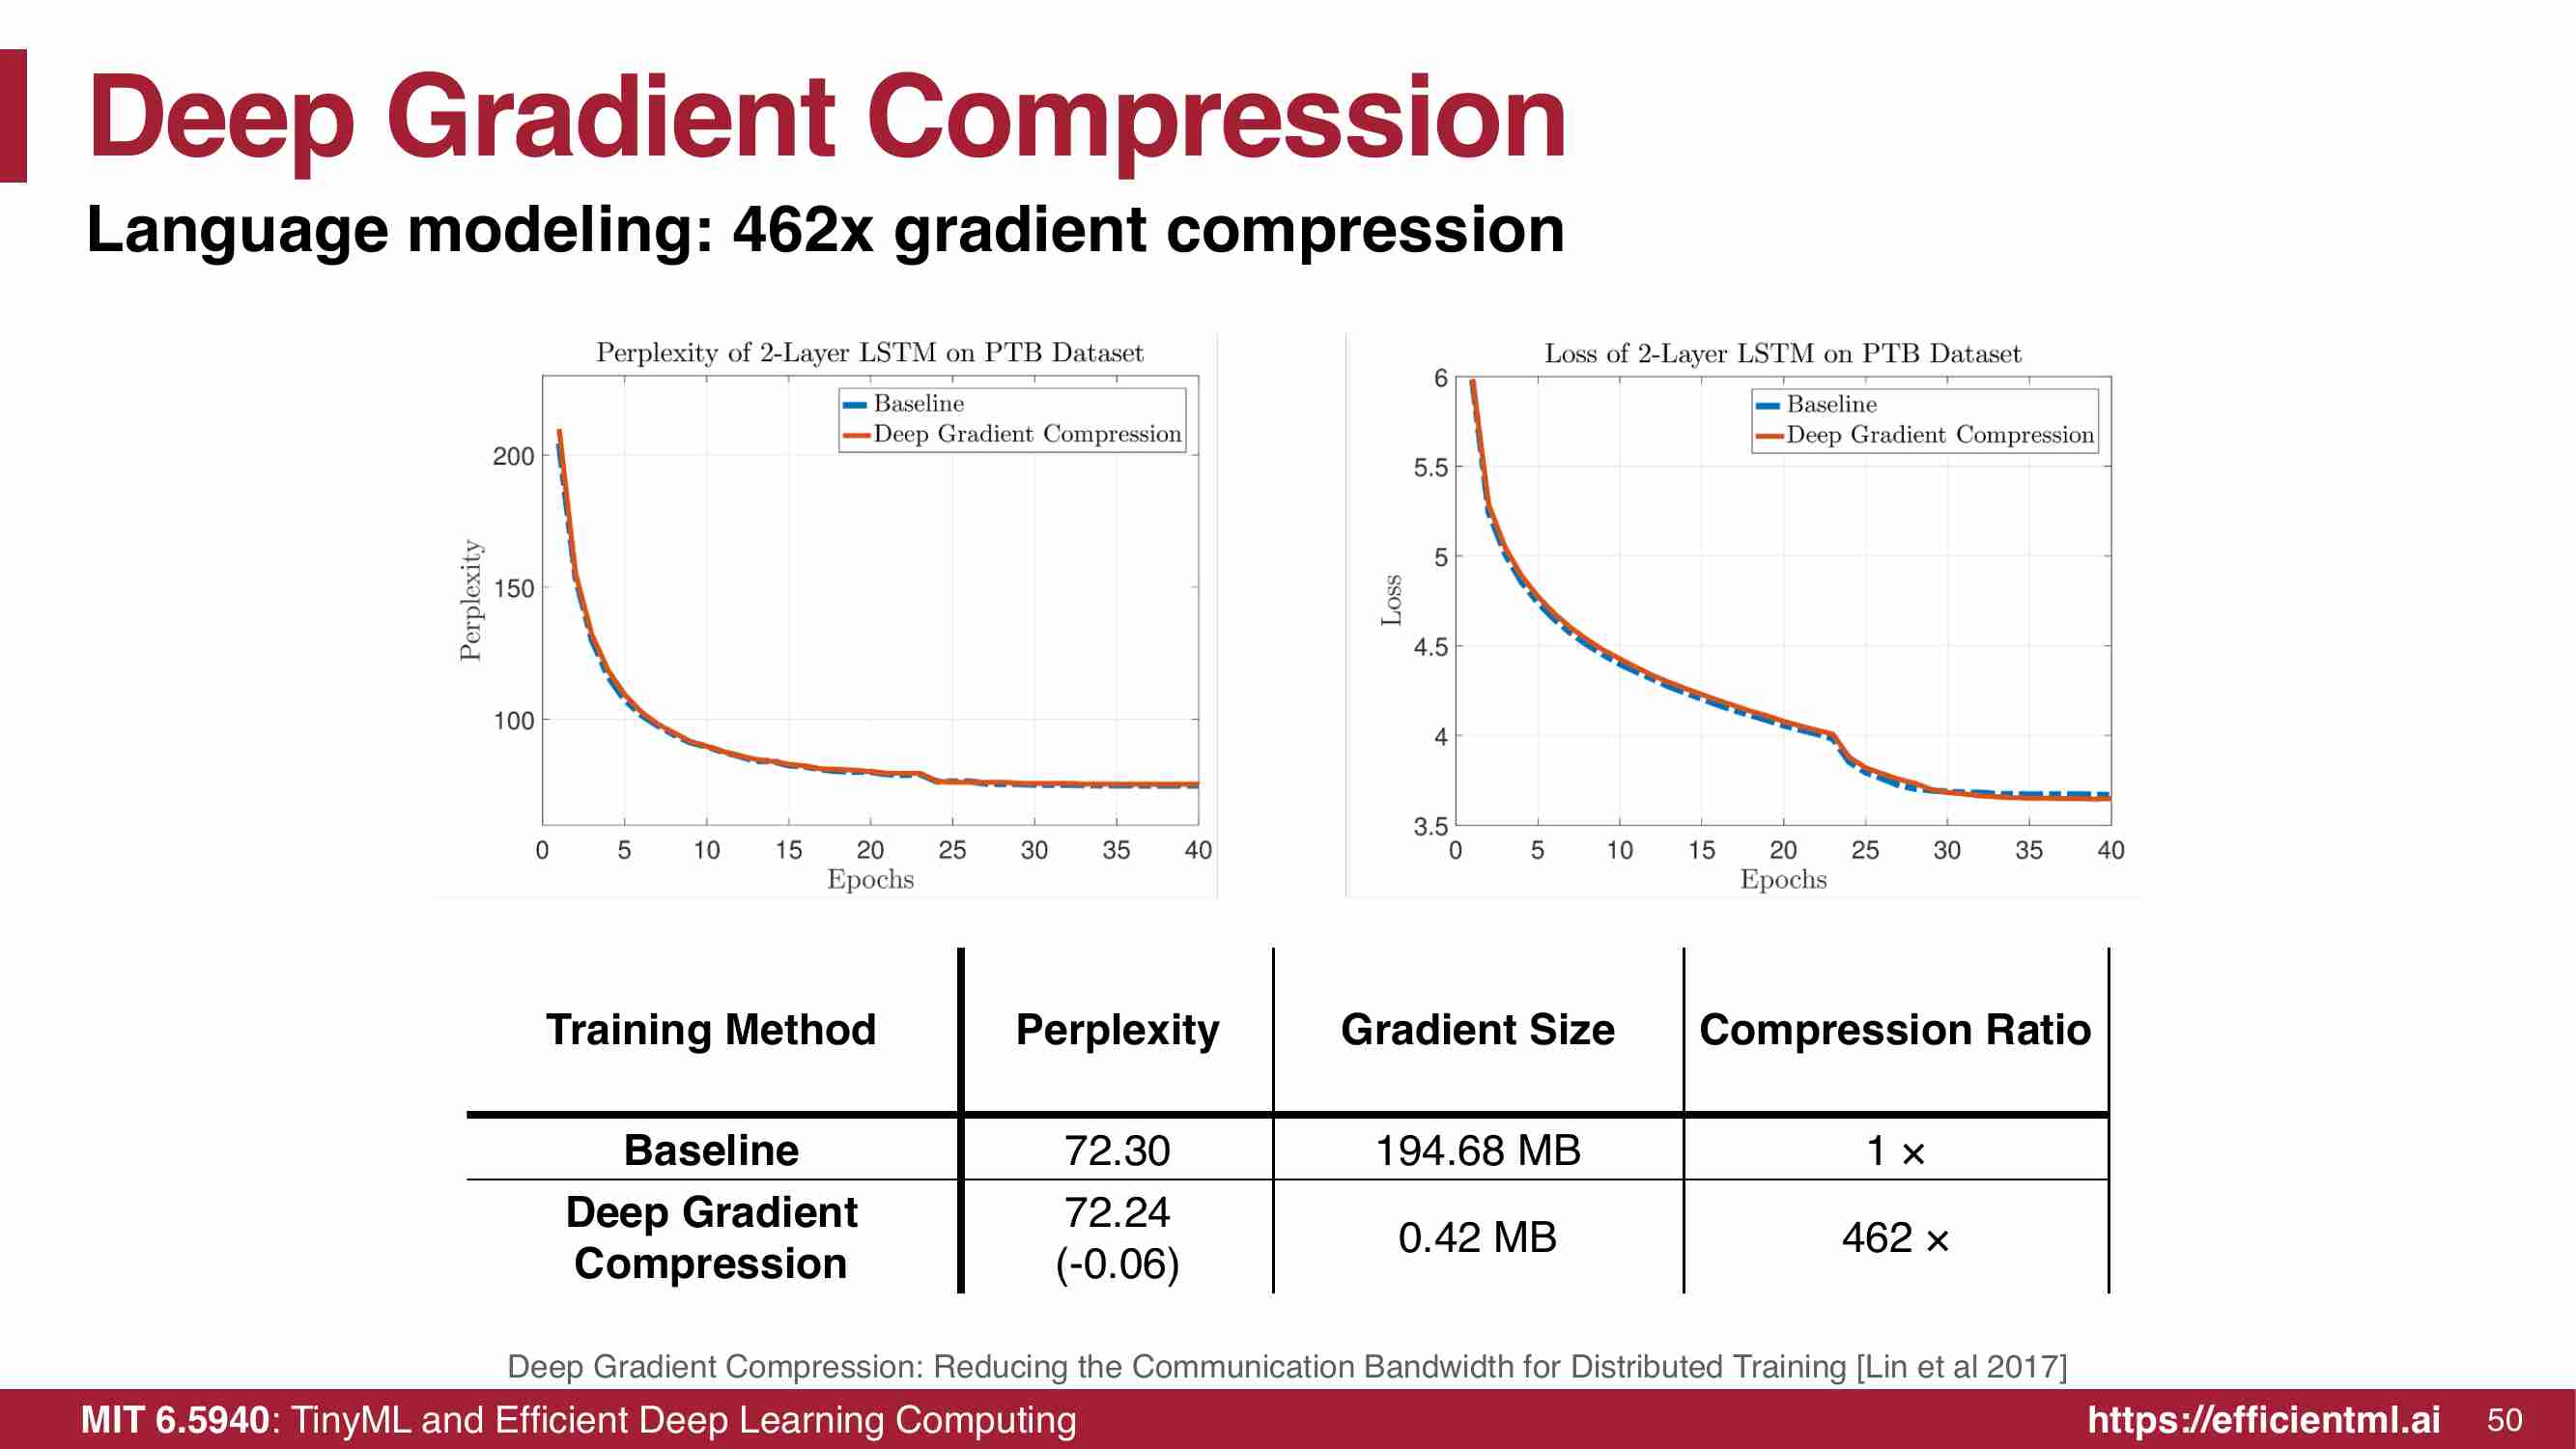 Deep Gradient Compression
Language modeling: 462x gradient compression
Perplexity of 2-Layer LSTM on PTB Dataset
Baseline
Deep Gradient Compression
200
150
100
Perplexity
0 5 10 15 20 25 30 35 40
Epochs
Loss of 2-Layer LSTM on PTB Dataset
Baseline
Deep Gradient Compression
6
5.5
5
4.5
4
3.5
Loss
0 5 10 15 20 25 30 35 40
Epochs
Training Method Perplexity Gradient Size Compression Ratio
Baseline 72.30 194.68 MB 1 ×
Deep Gradient
Compression
72.24
(-0.06)
0.42 MB
462 ×
Deep Gradient Compression: Reducing the Communication Bandwidth for Distributed Training [Lin et al 2017]
MIT 6.5940: TinyML and Efficient Deep Learning Computing
https://efficientml.ai 50